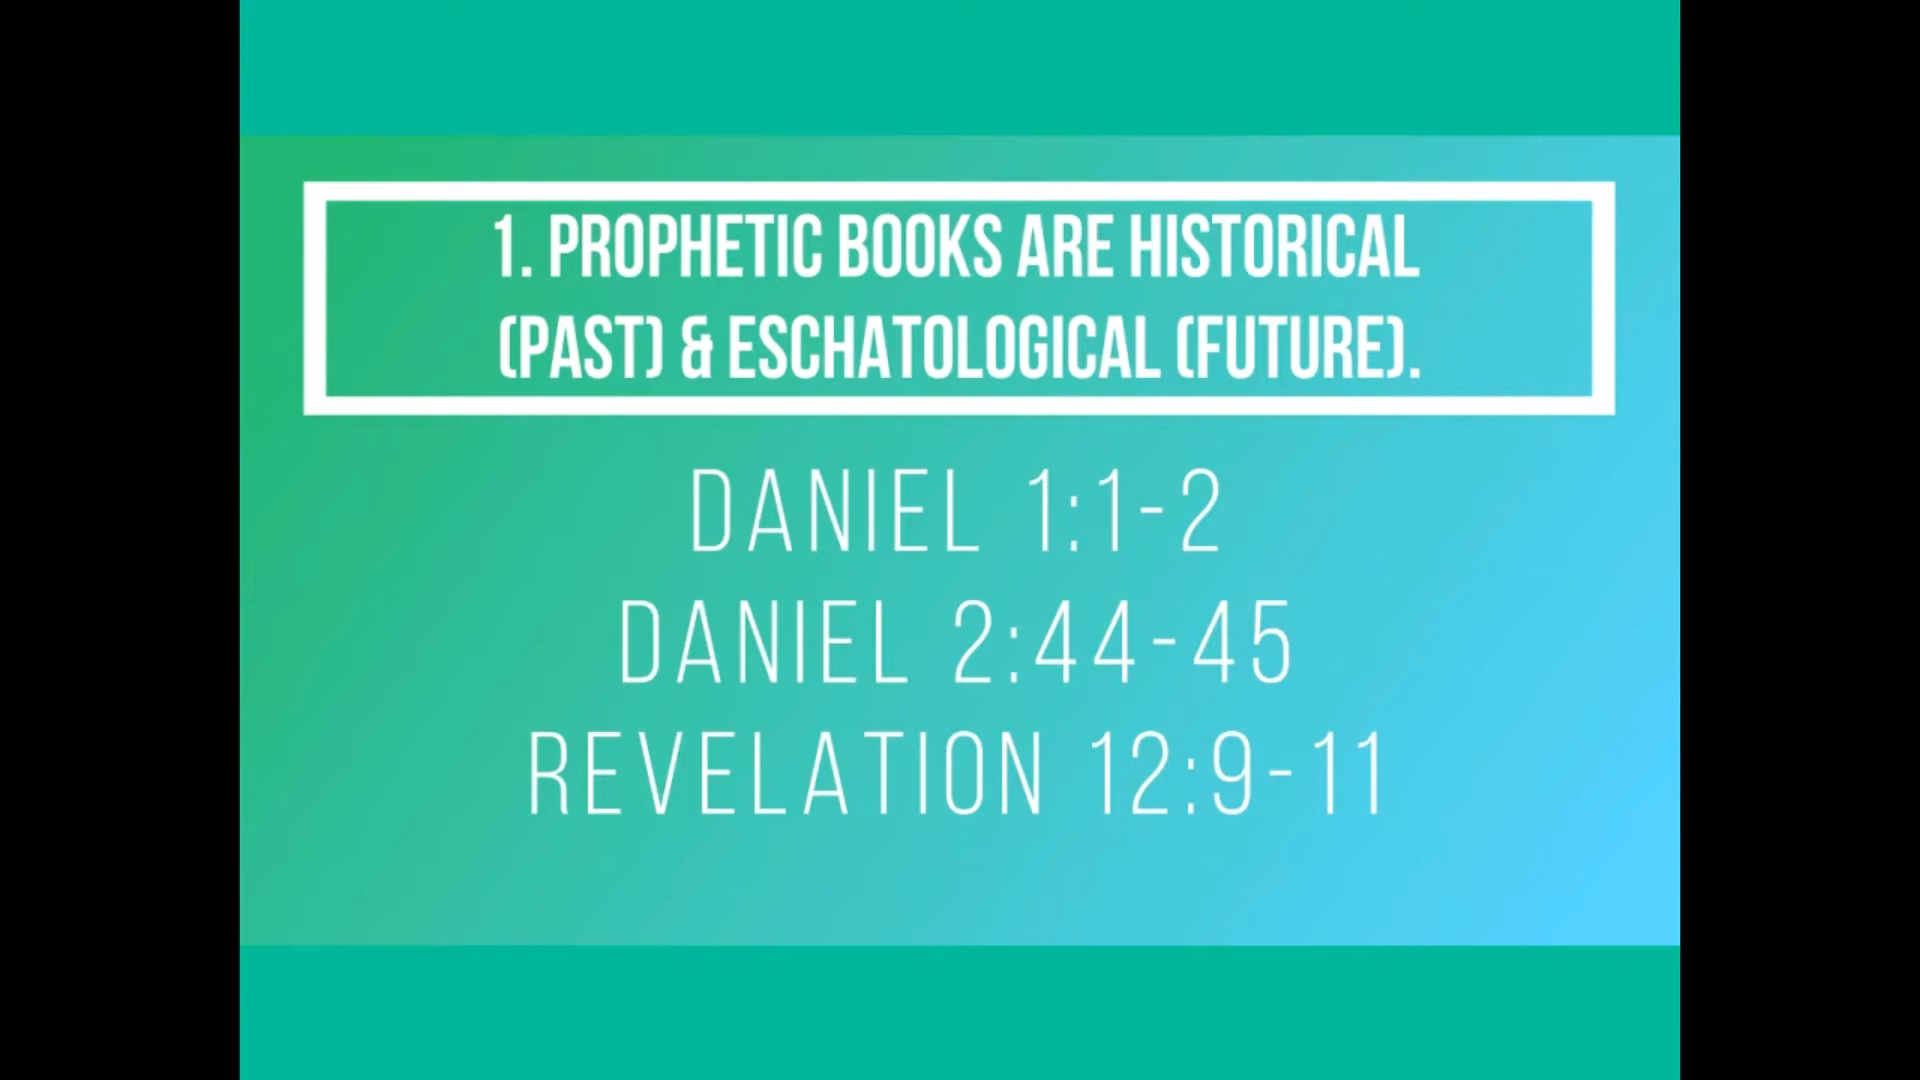 1. PROPHETIC BOOKS ARE HISTORICAL
(PAST) & ESCHATOLOGICAL (FUTURE).
DANIEL 1:1-2
DANIEL 2:44-45
REVELATION 12:9-11